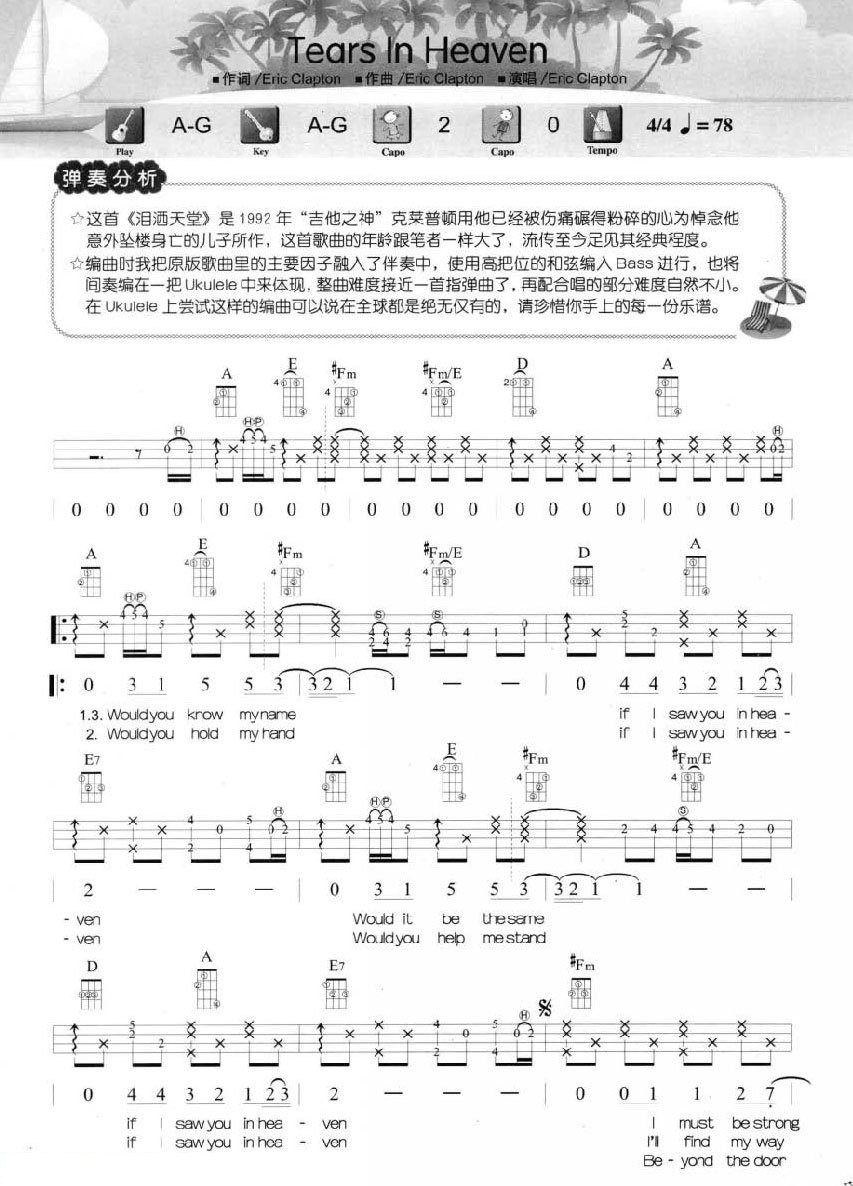 Tears In Heaven
■作词/Eric Clapton ■作曲/Eric Clapton ■演唱/Eric Clapton
A-G A-G 2 0 4/4 ♩= 78
Play Key Capo Capo Tempo
弹奏分析
☆这首《泪洒天堂》是 1992 年“吉他之神”克莱普顿用他已经被伤痛碾得粉碎的心为悼念他
意外坠楼身亡的儿子所作，这首歌曲的年龄跟笔者一样大了，流传至今足见其经典程度。
☆编曲时我把原版歌曲里的主要因子融入了伴奏中，使用高把位的和弦编入 Bass 进行，也将
间奏编在一把 Ukulele 中来体现，整曲难度接近一首指弹曲了，再配合唱的部分难度自然不小。
在 Ukulele 上尝试这样的编曲可以说在全球都是绝无仅有的，请珍惜你手上的每一份乐谱。
A E #Fm #Fm/E D A
0 0 0 0 | 0 0 0 0 | 0 0 0 0 | 0 0 0 0 | 0 0 0 0
A E #Fm #Fm/E D A
0 3 1 5 5 3 | 3 2 1 1 — — | 0 4 4 3 2 1 2 3
1.3. Would you know my name if I saw you in hea -
2. Would you hold my hand if I saw you in hea -
E7 A E #Fm #Fm/E
2 — — — | 0 3 1 5 5 3 | 3 2 1 1 — —
- ven Would it be the same
- ven Would you help me stand
D A E7 #Fm
0 4 4 3 2 1 2 3 | 2 — — — | 0 0 1 1 2 7
if I saw you in hea - ven I must be strong
if I saw you in hea - ven I'll find my way
Be - yond the door